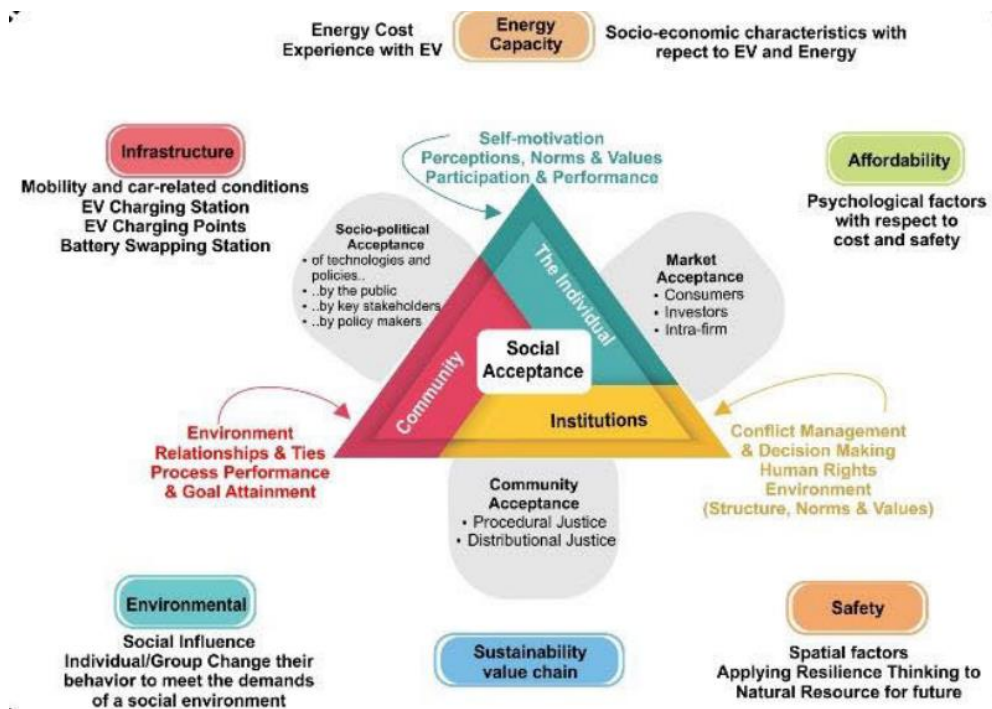 Energy Cost
Experience with EV
Energy
Capacity
Socio-economic characteristics with
repect to EV and Energy
Infrastructure
Mobility and car-related conditions
EV Charging Station
EV Charging Points
Battery Swapping Station
Self-motivation
Perceptions, Norms & Values
Participation & Performance
Affordability
Psychological factors
with respect to
cost and safety
Socio-political
Acceptance
• of technologies and
policies..
• ..by the public
• ..by key stakeholders
• ..by policy makers
Market
Acceptance
• Consumers
• Investors
• Intra-firm
The Individual
Community
Social
Acceptance
Institutions
Environment
Relationships & Ties
Process Performance
& Goal Attainment
Conflict Management
& Decision Making
Human Rights
Environment
(Structure, Norms & Values)
Community
Acceptance
• Procedural Justice
• Distributional Justice
Environmental
Social Influence
Individual/Group Change their
behavior to meet the demands
of a social environment
Sustainability
value chain
Safety
Spatial factors
Applying Resilience Thinking to
Natural Resource for future